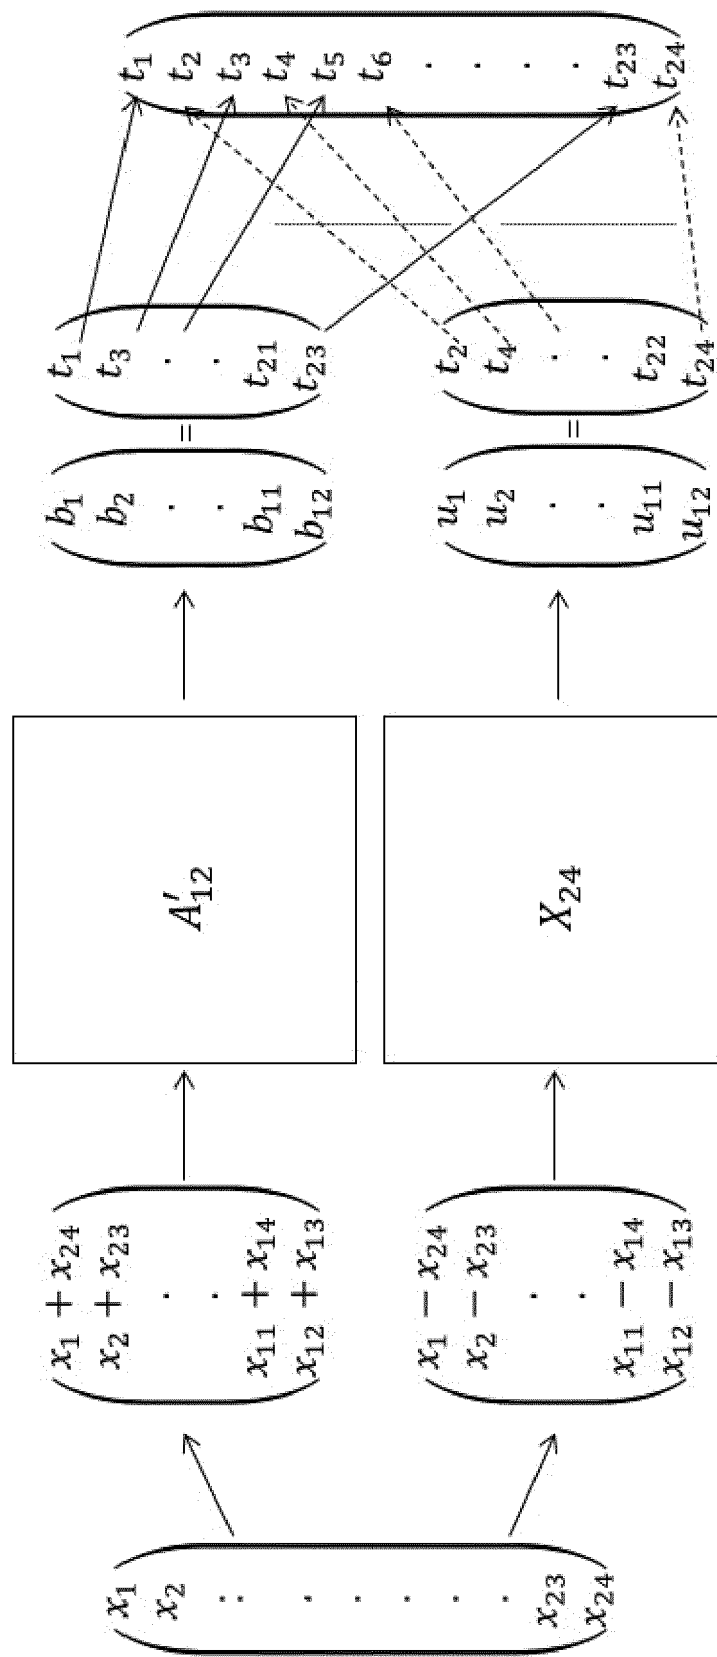 x₁
x₂
:
.
.
.
.
.
x₂₃
x₂₄
x₁ + x₂₄
x₂ + x₂₃
.
.
x₁₁ + x₁₄
x₁₂ + x₁₃
x₁ − x₂₄
x₂ − x₂₃
.
.
x₁₁ − x₁₄
x₁₂ − x₁₃
A′₁₂
X₂₄
b₁
b₂
.
.
b₁₁
b₁₂
=
t₁
t₃
.
.
t₂₁
t₂₃
u₁
u₂
.
.
u₁₁
u₁₂
=
t₂
t₄
.
.
t₂₂
t₂₄
t₁
t₂
t₃
t₄
t₅
t₆
.
.
.
.
t₂₃
t₂₄